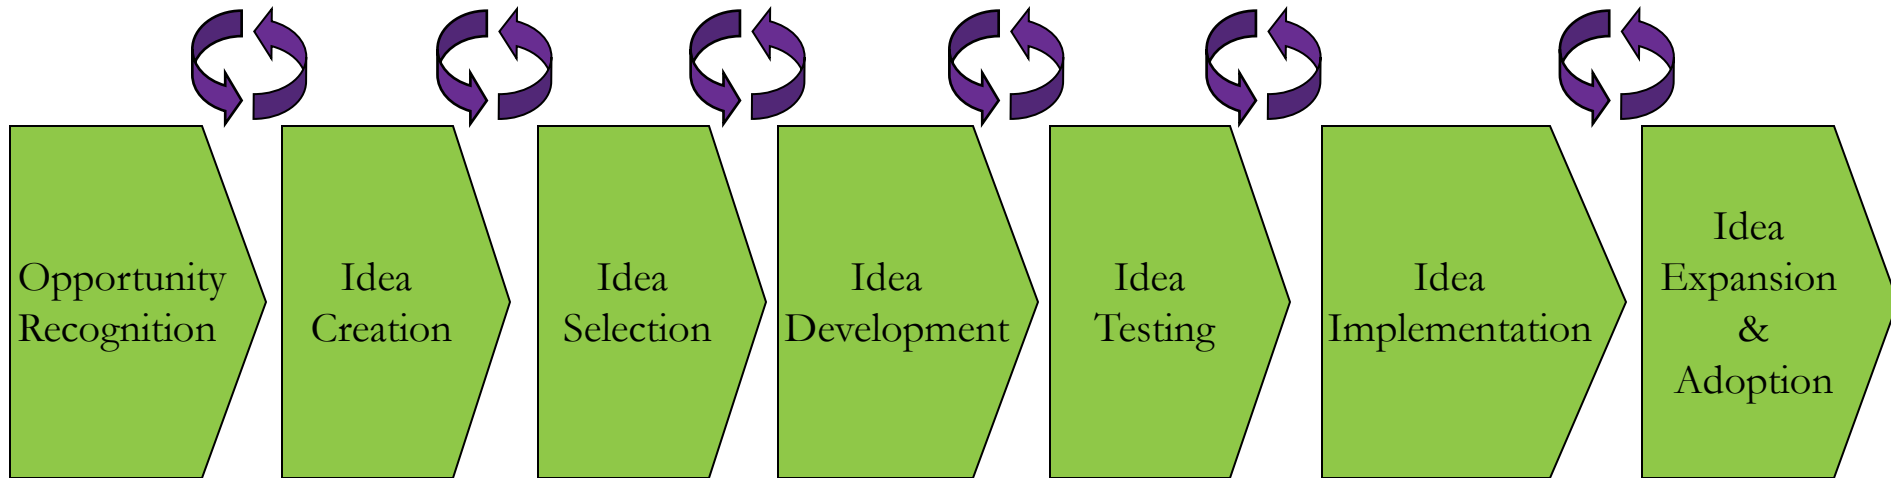 Opportunity
Recognition
Idea
Creation
Idea
Selection
Idea
Development
Idea
Testing
Idea
Implementation
Idea
Expansion
&
Adoption